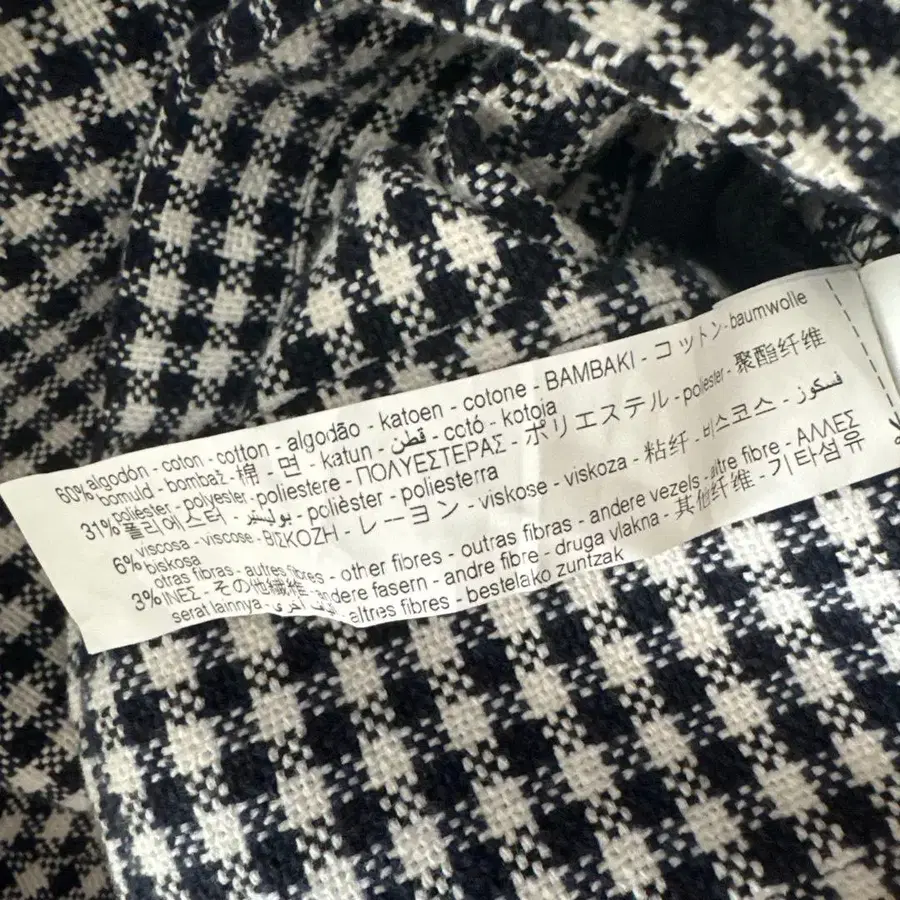 60% algodón - coton - cotton - algodão - katoen - cotone - BAMBAKI - コットン - baumwolle
bomuld - bombaž - 棉 - 면 - katun - قطن - cotó - kotoia
31% poliéster - polyester - poliestere - ΠΟΛΥΕΣΤΕΡΑΣ - ポリエステル - poliester - 聚酯纤维
폴리에스터 - بوليستر - polièster - poliesterra
6% viscosa - viscose - ΒΙΣΚΟΖΗ - レーヨン - viskose - viskoza - 粘纤 - 비스코스 - فسكوز
biskosa
3% otras fibras - autres fibres - other fibres - outras fibras - andere vezels - altre fibre - ΑΛΛΕΣ
ΙΝΕΣ - その他繊維 - andere fasern - andre fibre - druga vlakna - 其他纤维 - 기타섬유
serat lainnya - أخرى - altres fibres - bestelako zuntzak